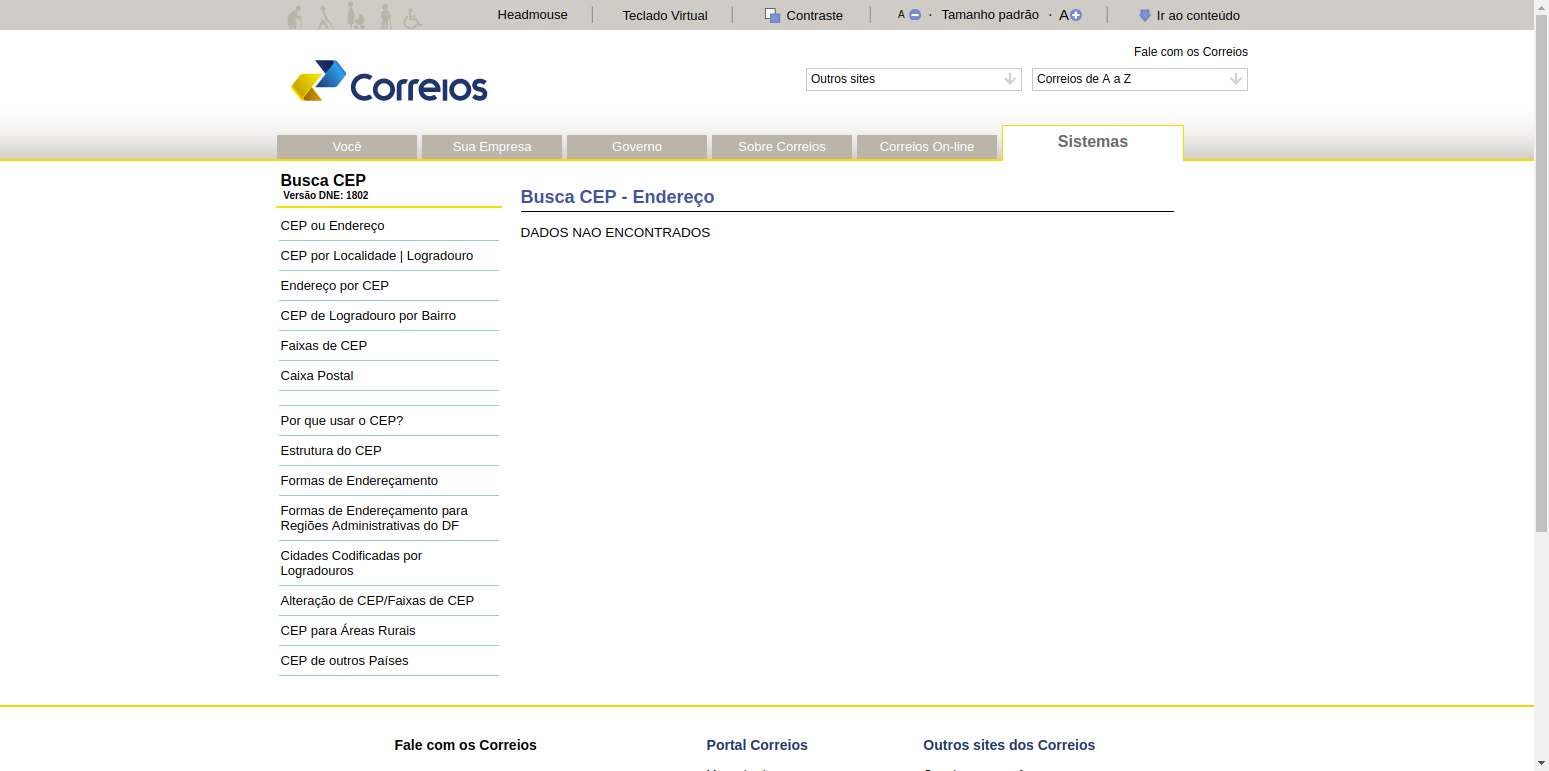 Headmouse
Teclado Virtual
Contraste
A · Tamanho padrão · A
Ir ao conteúdo
Fale com os Correios
Correios
Outros sites
Correios de A a Z
Você
Sua Empresa
Governo
Sobre Correios
Correios On-line
Sistemas
Busca CEP
Versão DNE: 1802
CEP ou Endereço
CEP por Localidade | Logradouro
Endereço por CEP
CEP de Logradouro por Bairro
Faixas de CEP
Caixa Postal
Por que usar o CEP?
Estrutura do CEP
Formas de Endereçamento
Formas de Endereçamento para
Regiões Administrativas do DF
Cidades Codificadas por
Logradouros
Alteração de CEP/Faixas de CEP
CEP para Áreas Rurais
CEP de outros Países
Busca CEP - Endereço
DADOS NAO ENCONTRADOS
Fale com os Correios
Portal Correios
Outros sites dos Correios